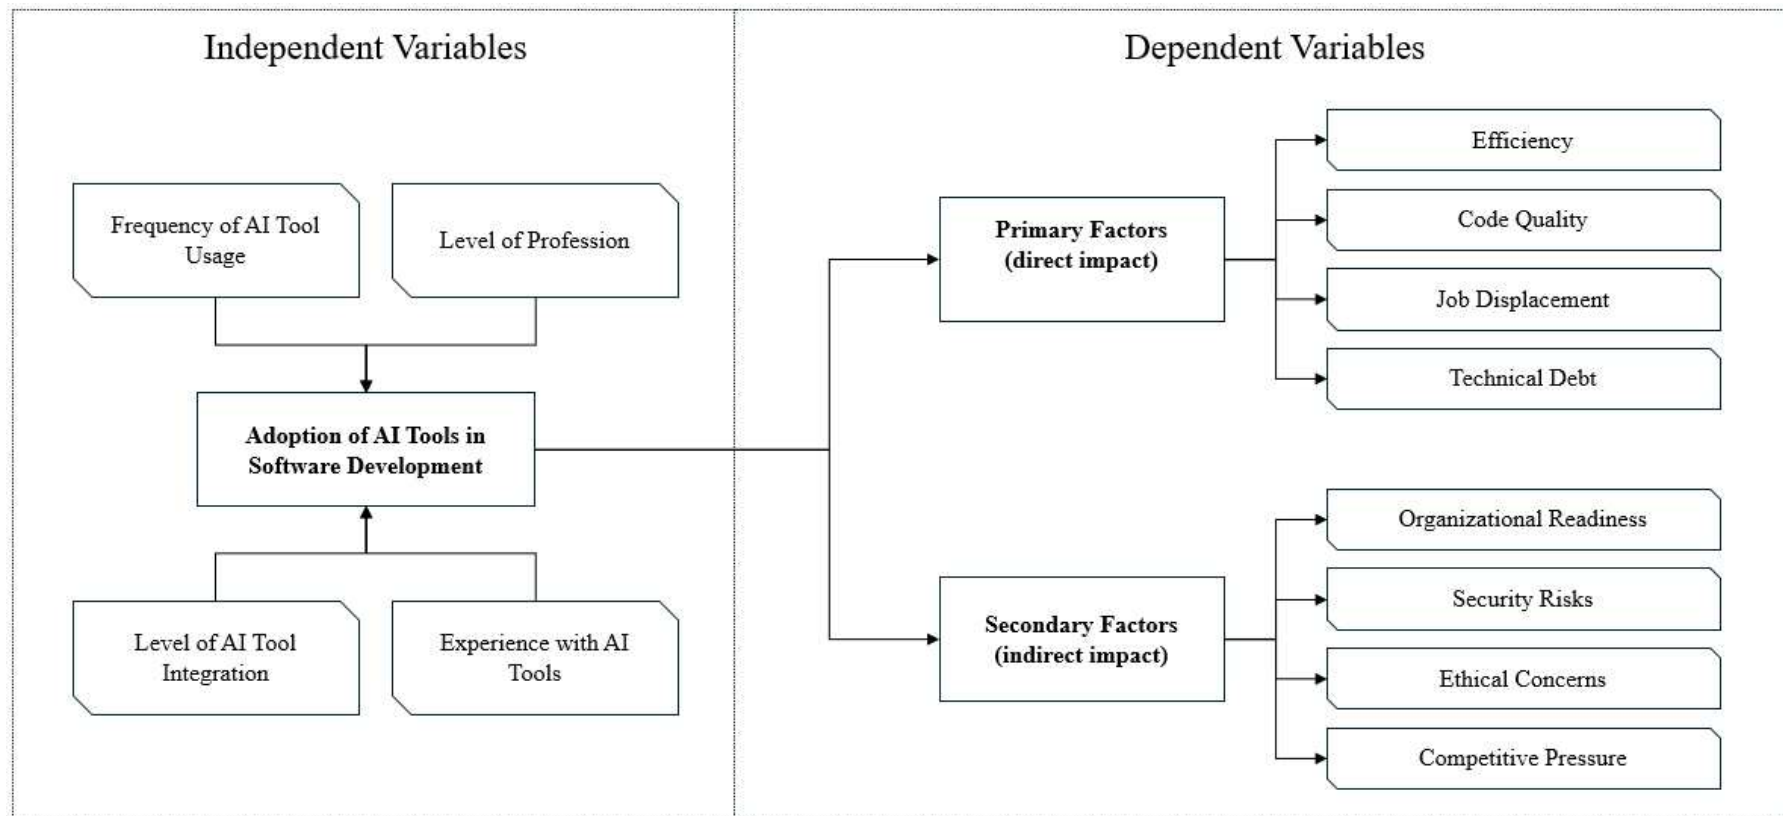 Independent Variables
Dependent Variables
Frequency of AI Tool
Usage
Level of Profession
Adoption of AI Tools in
Software Development
Level of AI Tool
Integration
Experience with AI
Tools
Primary Factors
(direct impact)
Efficiency
Code Quality
Job Displacement
Technical Debt
Secondary Factors
(indirect impact)
Organizational Readiness
Security Risks
Ethical Concerns
Competitive Pressure